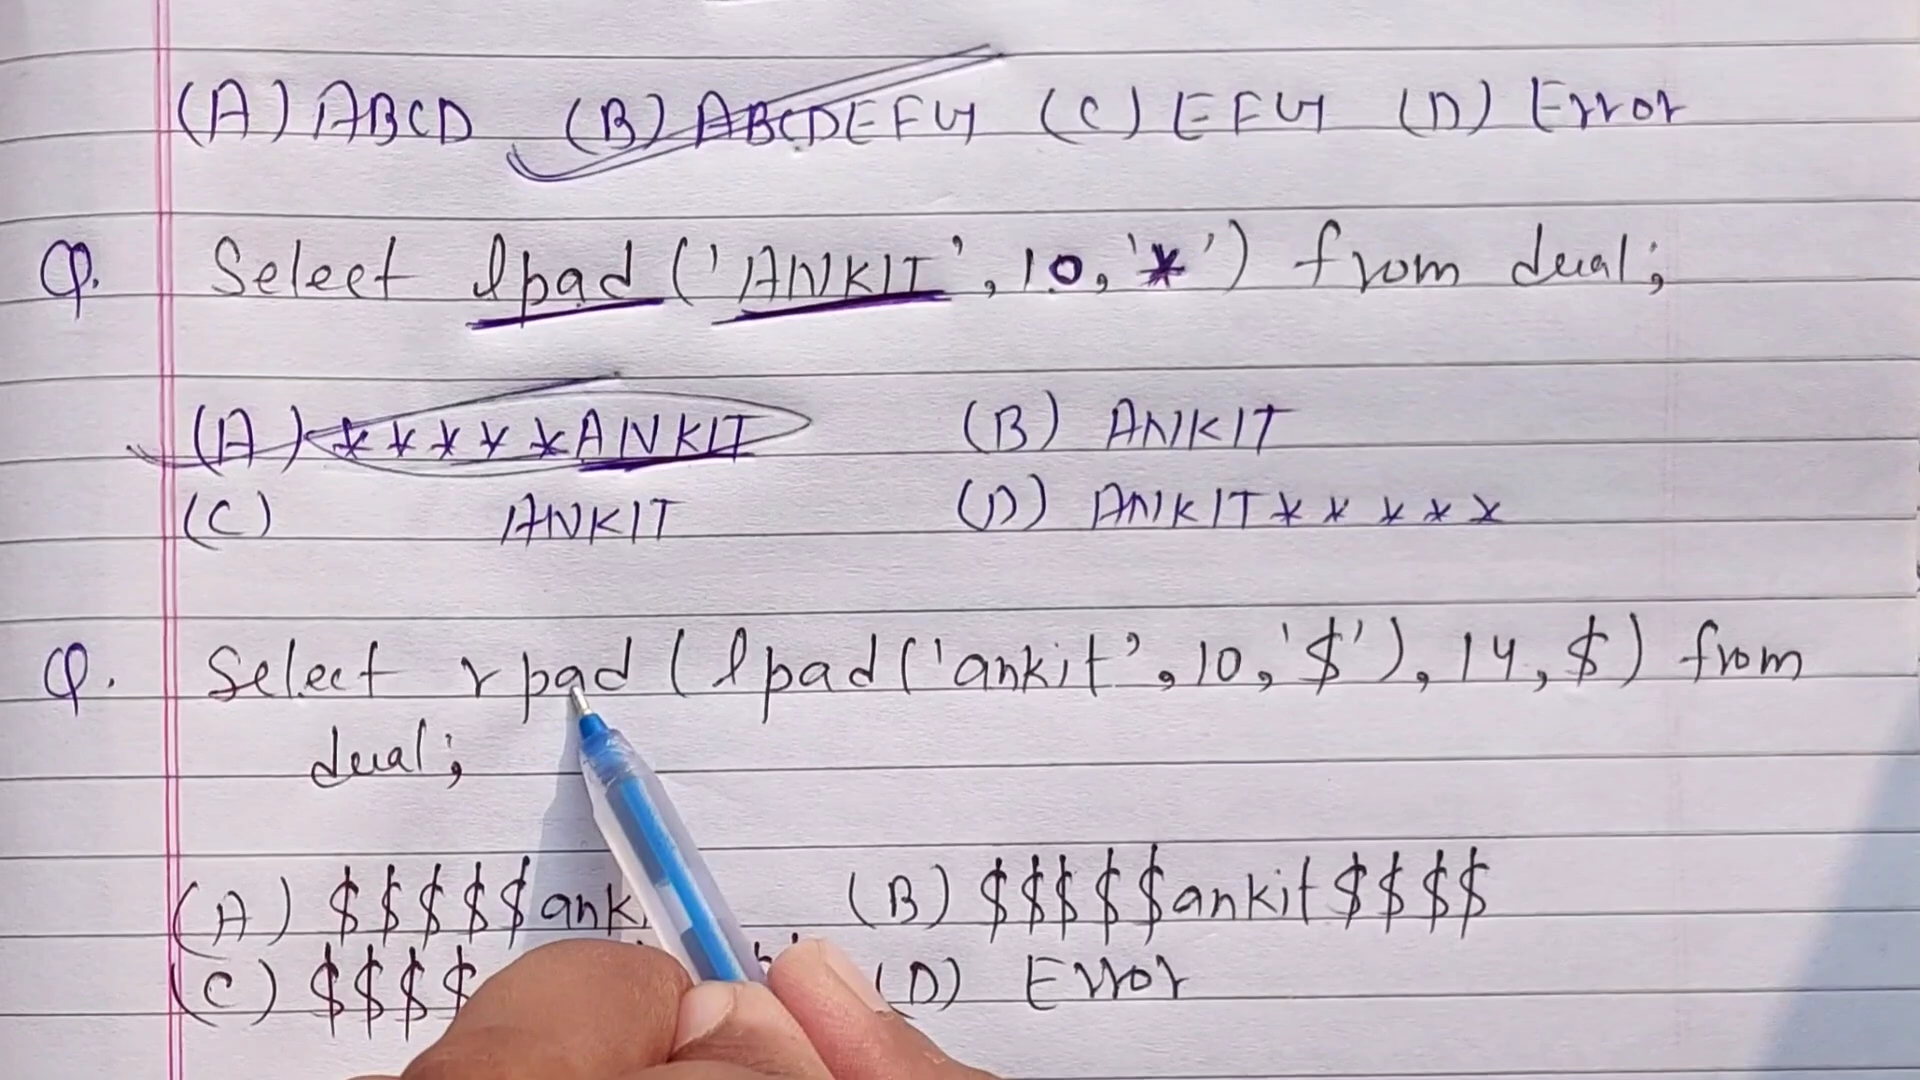 (A) ABCD (B) ABCDEFG (C) EFG (D) Error
Q. Select lpad('ANKIT', 10, '*') from dual;
(A) *****ANKIT (B) ANKIT
(C) ANKIT (D) ANKIT*****
Q. Select rpad(lpad('ankit', 10, '$'), 14, $) from
dual;
(A) $$$$$ank (B) $$$$$ankit$$$$
(C) $$$$ (D) Error